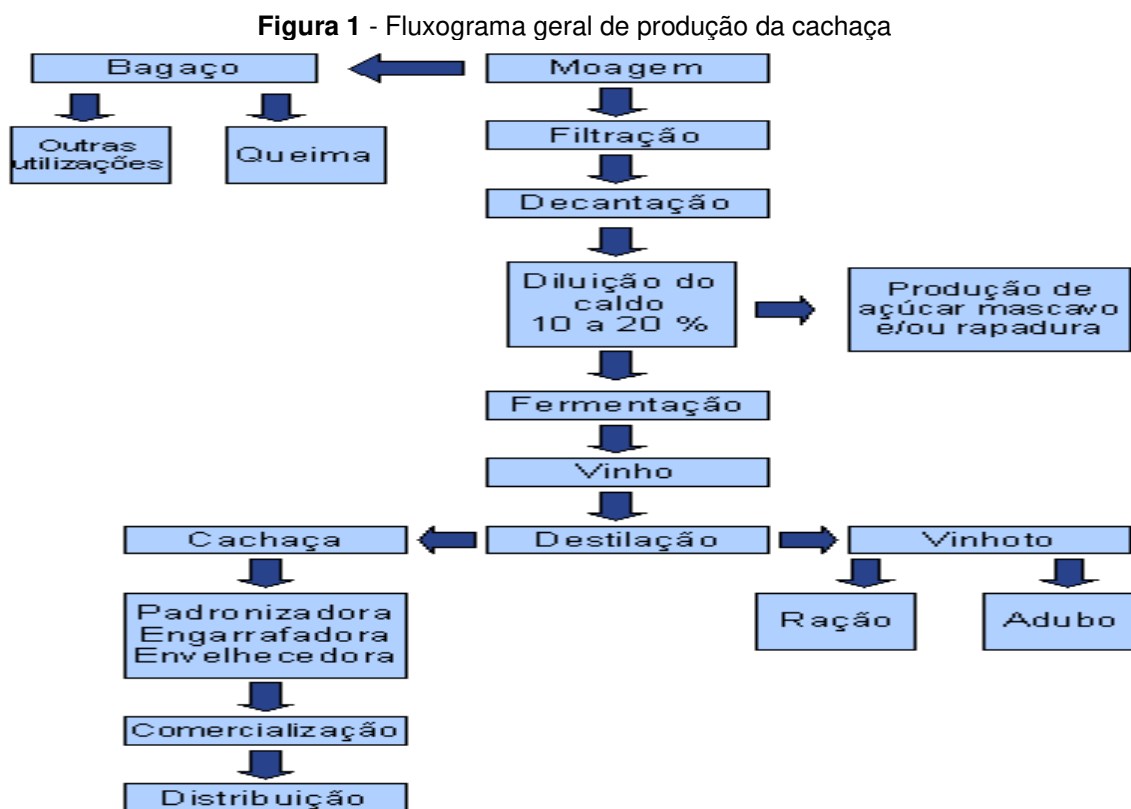 Figura 1 - Fluxograma geral de produção da cachaça
Bagaço
Moagem
Outras
utilizações
Queima
Filtração
Decantação
Diluição do
caldo
10 a 20 %
Produção de
açúcar mascavo
e/ou rapadura
Fermentação
Vinho
Cachaça
Destilação
Vinhoto
Padronizadora
Engarrafadora
Envelhecedora
Ração
Adubo
Comercialização
Distribuição